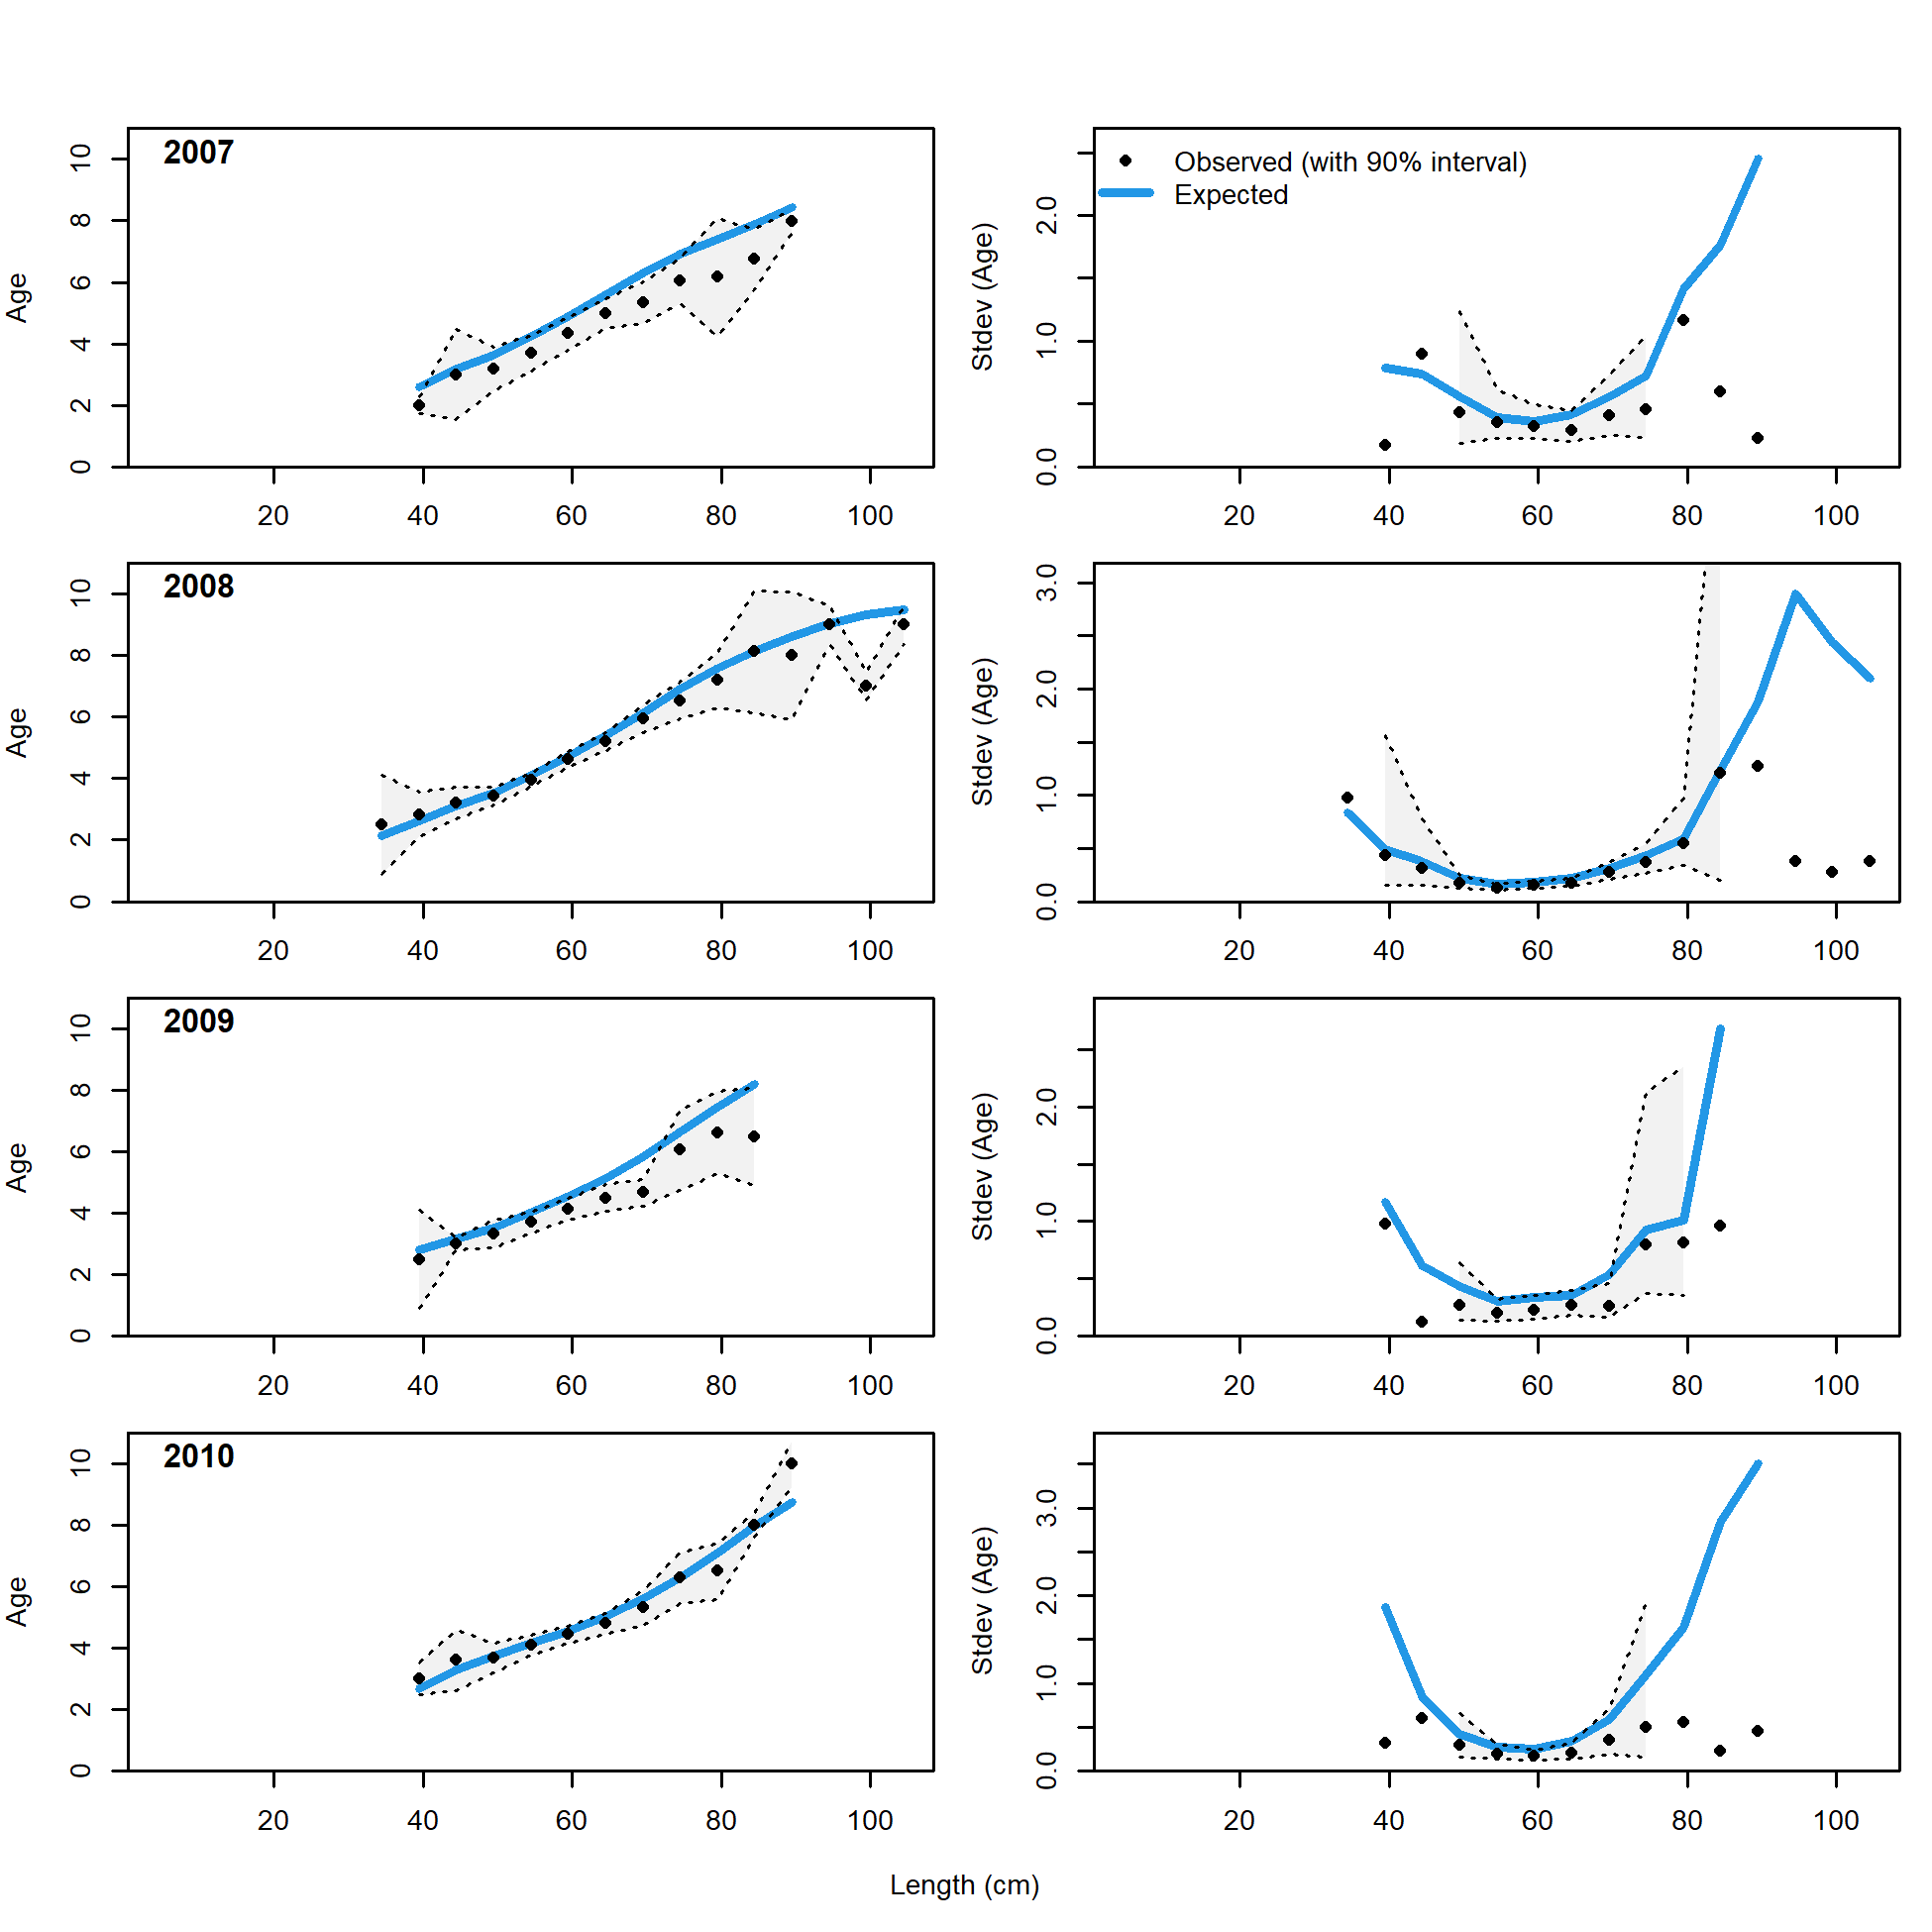 2007
Age
0 2 4 6 8 10
20 40 60 80 100
Observed (with 90% interval)
Expected
Stdev (Age)
0.0 1.0 2.0
20 40 60 80 100
2008
Age
0 2 4 6 8 10
20 40 60 80 100
Stdev (Age)
0.0 1.0 2.0 3.0
20 40 60 80 100
2009
Age
0 2 4 6 8 10
20 40 60 80 100
Stdev (Age)
0.0 1.0 2.0
20 40 60 80 100
2010
Age
0 2 4 6 8 10
20 40 60 80 100
Stdev (Age)
0.0 1.0 2.0 3.0
20 40 60 80 100
Length (cm)